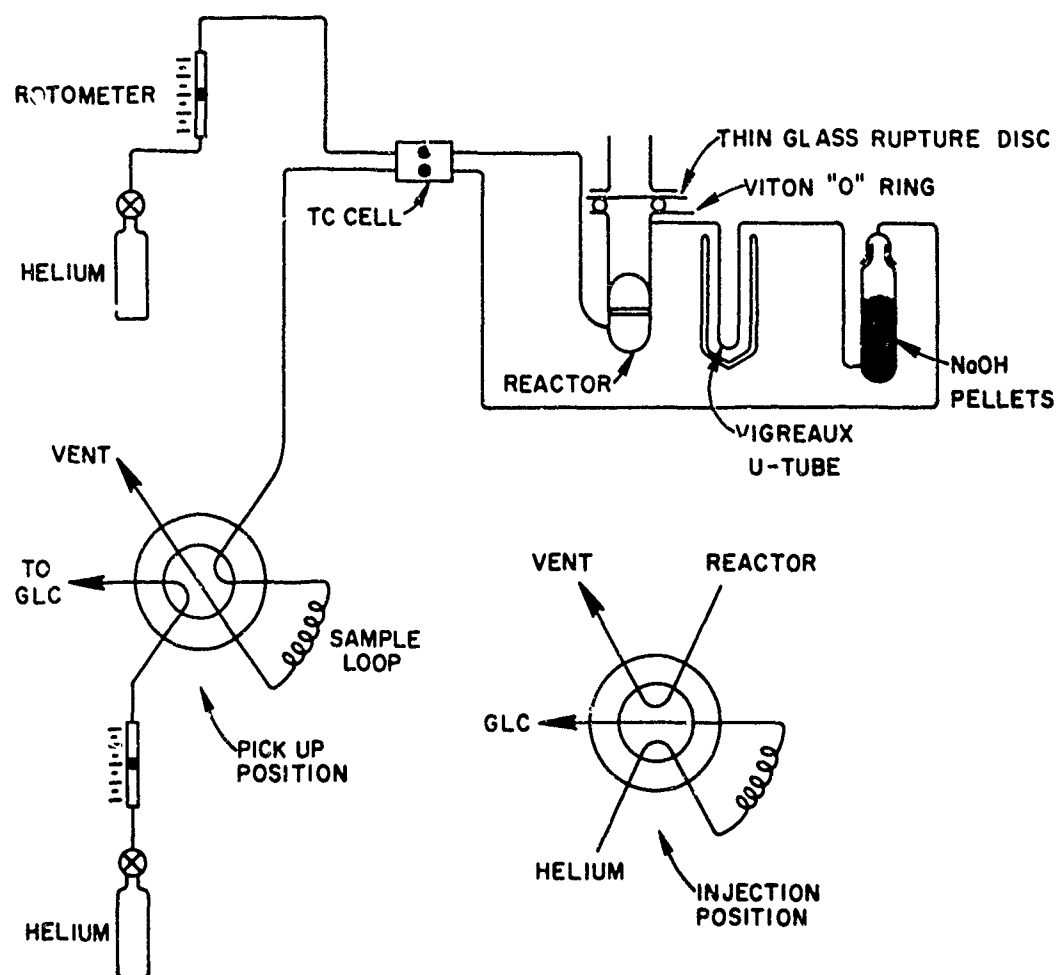 ROTOMETER
THIN GLASS RUPTURE DISC
VITON "O" RING
TC CELL
HELIUM
REACTOR
NaOH
PELLETS
VIGREAUX
U-TUBE
VENT
TO
GLC
SAMPLE
LOOP
PICK UP
POSITION
HELIUM
VENT
REACTOR
GLC
HELIUM
INJECTION
POSITION